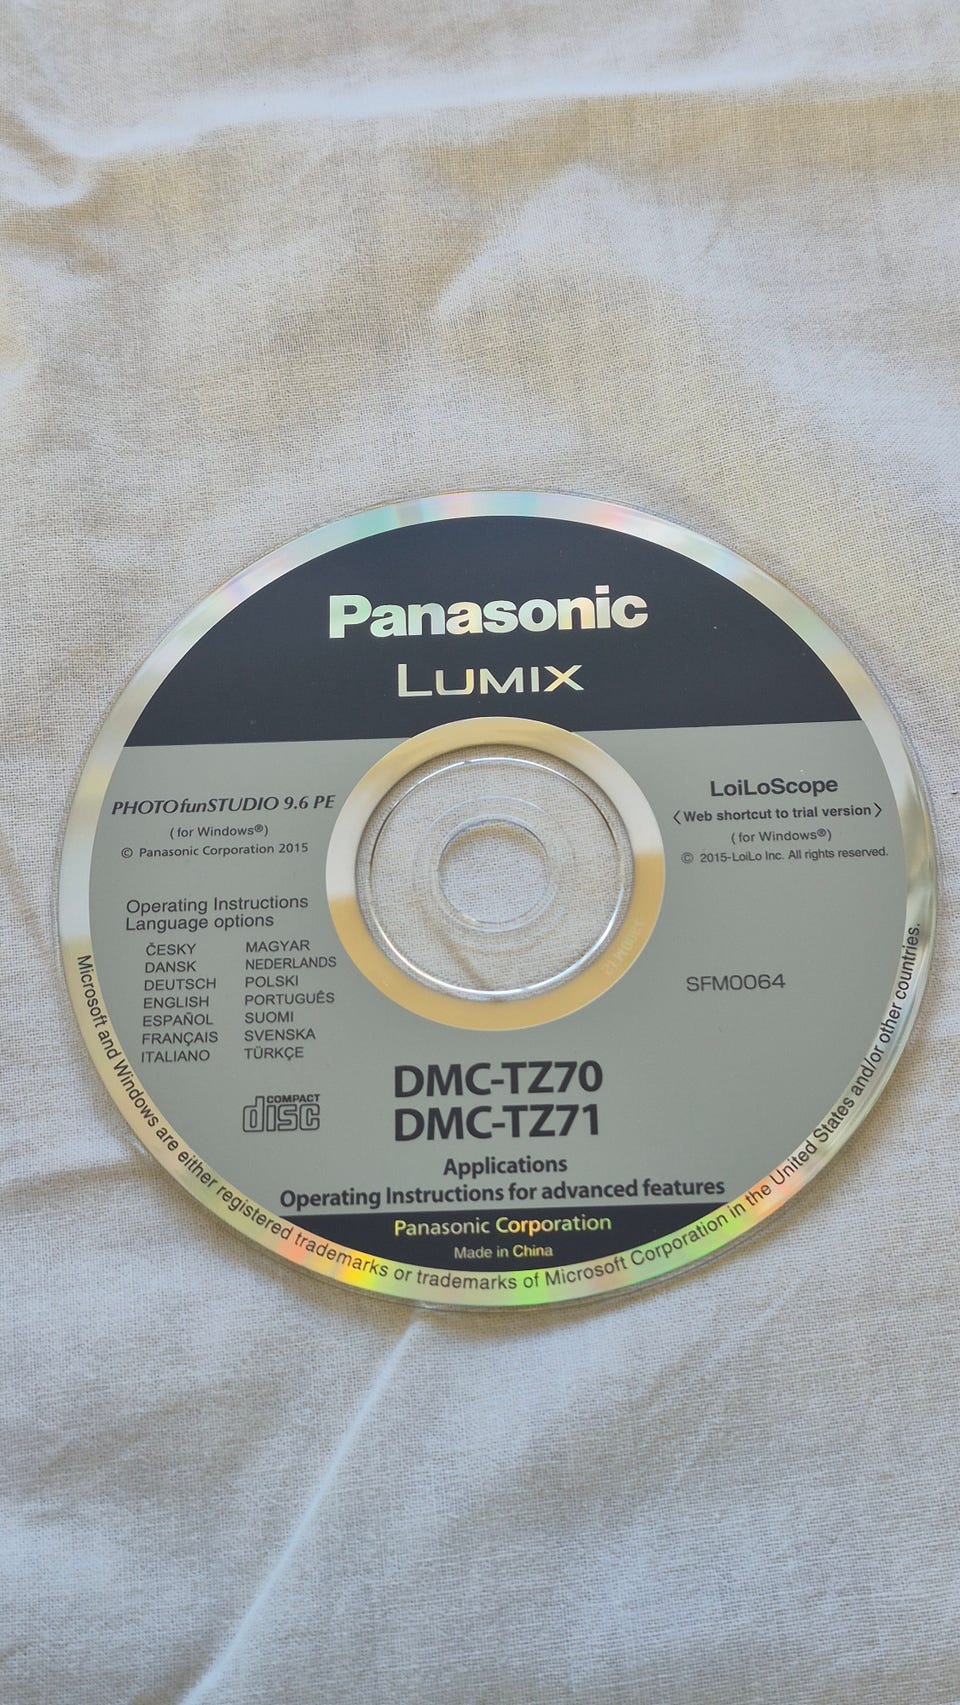 Panasonic
LUMIX
PHOTOfunSTUDIO 9.6 PE
(for Windows®)
© Panasonic Corporation 2015
LoiLoScope
〈Web shortcut to trial version〉
(for Windows®)
© 2015-LoiLo Inc. All rights reserved.
Operating Instructions
Language options
ČESKY MAGYAR
DANSK NEDERLANDS
DEUTSCH POLSKI
ENGLISH PORTUGUÊS
ESPAÑOL SUOMI
FRANÇAIS SVENSKA
ITALIANO TÜRKÇE
SFM0064
COMPACT
disc
DMC-TZ70
DMC-TZ71
Applications
Operating Instructions for advanced features
Panasonic Corporation
Made in China
Microsoft and Windows are either registered trademarks or trademarks of Microsoft Corporation in the United States and/or other countries.